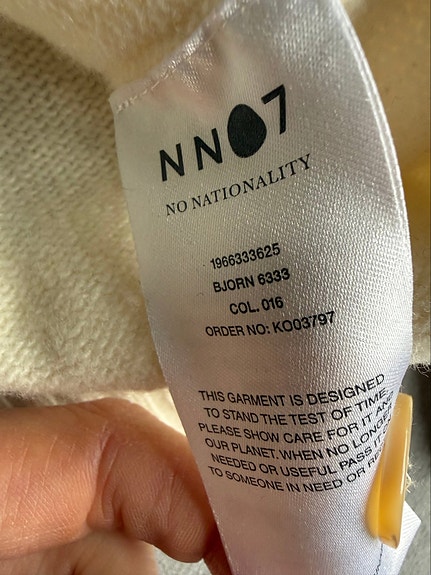 NN07
NO NATIONALITY
1966333625
BJORN 6333
COL. 016
ORDER NO: KO03797
THIS GARMENT IS DESIGNED
TO STAND THE TEST OF TIME.
PLEASE SHOW CARE FOR IT
OUR PLANET. WHEN NO LONGER
NEEDED OR USEFUL PASS IT
TO SOMEONE IN NEED OR